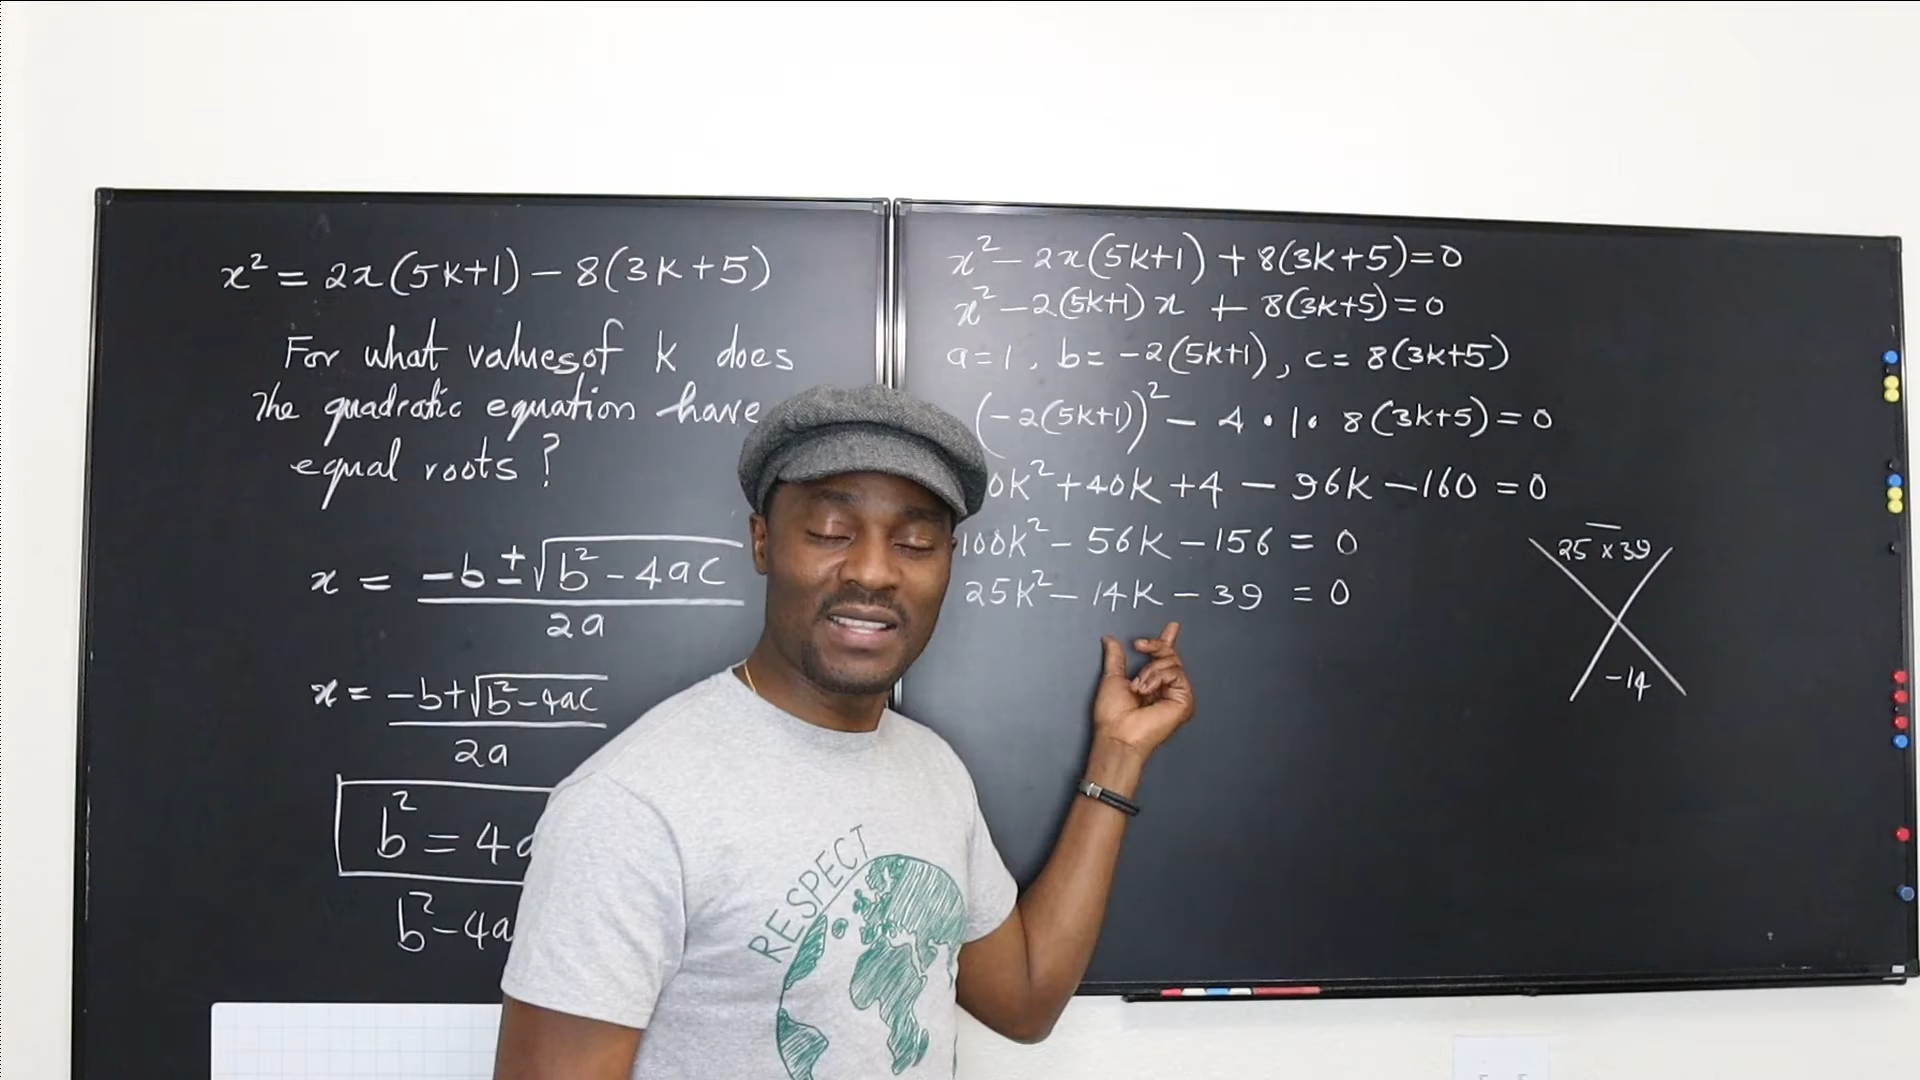 x² = 2x(5k+1) − 8(3k+5)
For what values of k does
The quadratic equation have
equal roots?
x = −b ± √b² − 4ac
2a
x = −b+√b²−4ac
2a
b² = 4a
b²−4a
x² − 2x(5k+1) + 8(3k+5)=0
x² − 2(5k+1)x + 8(3k+5)=0
a=1, b= −2(5k+1), c= 8(3k+5)
(−2(5k+1))² − 4 • 1 • 8(3k+5)=0
0k²+40k+4 − 96k −160 =0
100k² − 56k −156 = 0
25k² − 14k − 39 = 0
− 25 x 39
−14
RESPECT